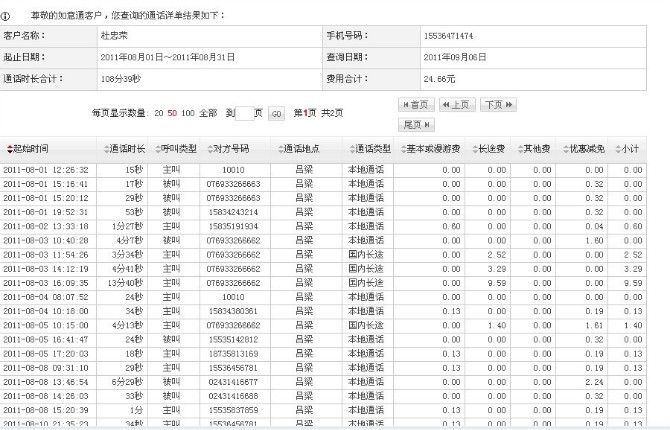 尊敬的如意通客户，您查询的通话详单结果如下：
客户名称： 杜忠荣 手机号码： 15536471474
起止日期： 2011年08月01日～2011年08月31日 查询日期： 2011年09月08日
通话时长合计： 108分39秒 费用合计： 24.66元
每页显示数量: 20 50 100 全部 到 页 GO 第1页 共2页 首页 上页 下页
尾页
起始时间 通话时长 呼叫类型 对方号码 通话地点 通话类型 基本或漫游费 长途费 其他费 优惠减免 小计
2011-08-01 12:26:32 15秒 主叫 10010 吕梁 本地通话 0.00 0.00 0.00 0.00 0.00
2011-08-01 15:16:41 17秒 被叫 076933266663 吕梁 本地通话 0.00 0.00 0.00 0.32 0.00
2011-08-01 15:20:12 29秒 被叫 076933266663 吕梁 本地通话 0.00 0.00 0.00 0.32 0.00
2011-08-01 19:52:31 53秒 被叫 15834243214 吕梁 本地通话 0.00 0.00 0.00 0.32 0.00
2011-08-02 13:33:18 1分27秒 主叫 15835191934 吕梁 本地通话 0.60 0.00 0.00 0.04 0.60
2011-08-03 10:40:28 4分7秒 被叫 076933266662 吕梁 本地通话 0.00 0.00 0.00 1.60 0.00
2011-08-03 11:54:26 3分34秒 主叫 076933266662 吕梁 国内长途 0.00 2.52 0.00 0.00 2.52
2011-08-03 14:12:19 4分41秒 主叫 076933266662 吕梁 国内长途 0.00 3.29 0.00 0.00 3.29
2011-08-03 16:09:35 13分40秒 主叫 076933266662 吕梁 国内长途 0.00 9.59 0.00 0.00 9.59
2011-08-04 08:07:52 24秒 主叫 10010 吕梁 本地通话 0.00 0.00 0.00 0.00 0.00
2011-08-04 10:18:00 34秒 主叫 15834380361 吕梁 本地通话 0.13 0.00 0.00 0.19 0.13
2011-08-05 10:15:00 4分13秒 主叫 076933266662 吕梁 国内长途 0.00 1.40 0.00 1.61 1.40
2011-08-05 16:41:47 24秒 被叫 15535142812 吕梁 本地通话 0.00 0.00 0.00 0.32 0.00
2011-08-05 17:20:03 18秒 主叫 18735813169 吕梁 本地通话 0.13 0.00 0.00 0.19 0.13
2011-08-08 09:31:10 29秒 主叫 15536456781 吕梁 本地通话 0.13 0.00 0.00 0.19 0.13
2011-08-08 13:46:54 6分29秒 被叫 02431416677 吕梁 本地通话 0.00 0.00 0.00 2.24 0.00
2011-08-08 14:26:03 33秒 被叫 02431416688 吕梁 本地通话 0.00 0.00 0.00 0.32 0.00
2011-08-08 15:20:39 1分 主叫 15535837859 吕梁 本地通话 0.13 0.00 0.00 0.19 0.13
2011-08-10 21:35:23 34秒 主叫 15536456781 吕梁 本地通话 0.13 0.00 0.00 0.19 0.13